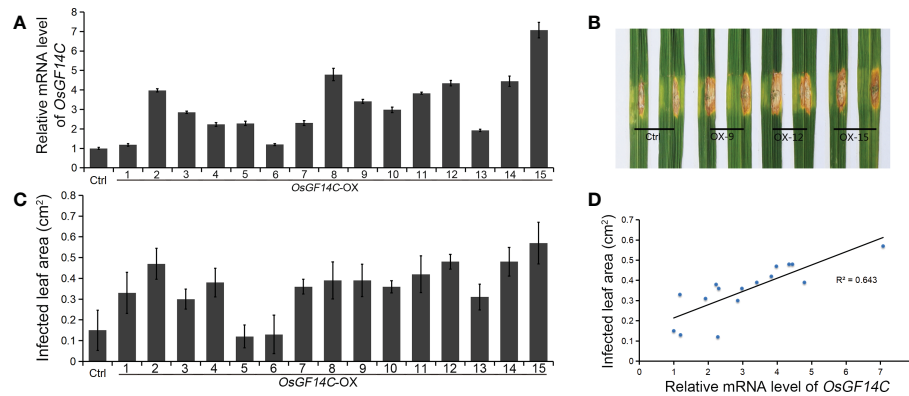 A
Relative mRNA level
of OsGF14C
8
7
6
5
4
3
2
1
0
Ctrl 1 2 3 4 5 6 7 8 9 10 11 12 13 14 15
OsGF14C-OX
B
Ctrl OX-9 OX-12 OX-15
C
Infected leaf area (cm²)
0.8
0.7
0.6
0.5
0.4
0.3
0.2
0.1
0
Ctrl 1 2 3 4 5 6 7 8 9 10 11 12 13 14 15
OsGF14C-OX
D
Infected leaf area (cm²)
0.7
0.6
0.5
0.4
0.3
0.2
0.1
0
R² = 0.643
0 1 2 3 4 5 6 7 8
Relative mRNA level of OsGF14C